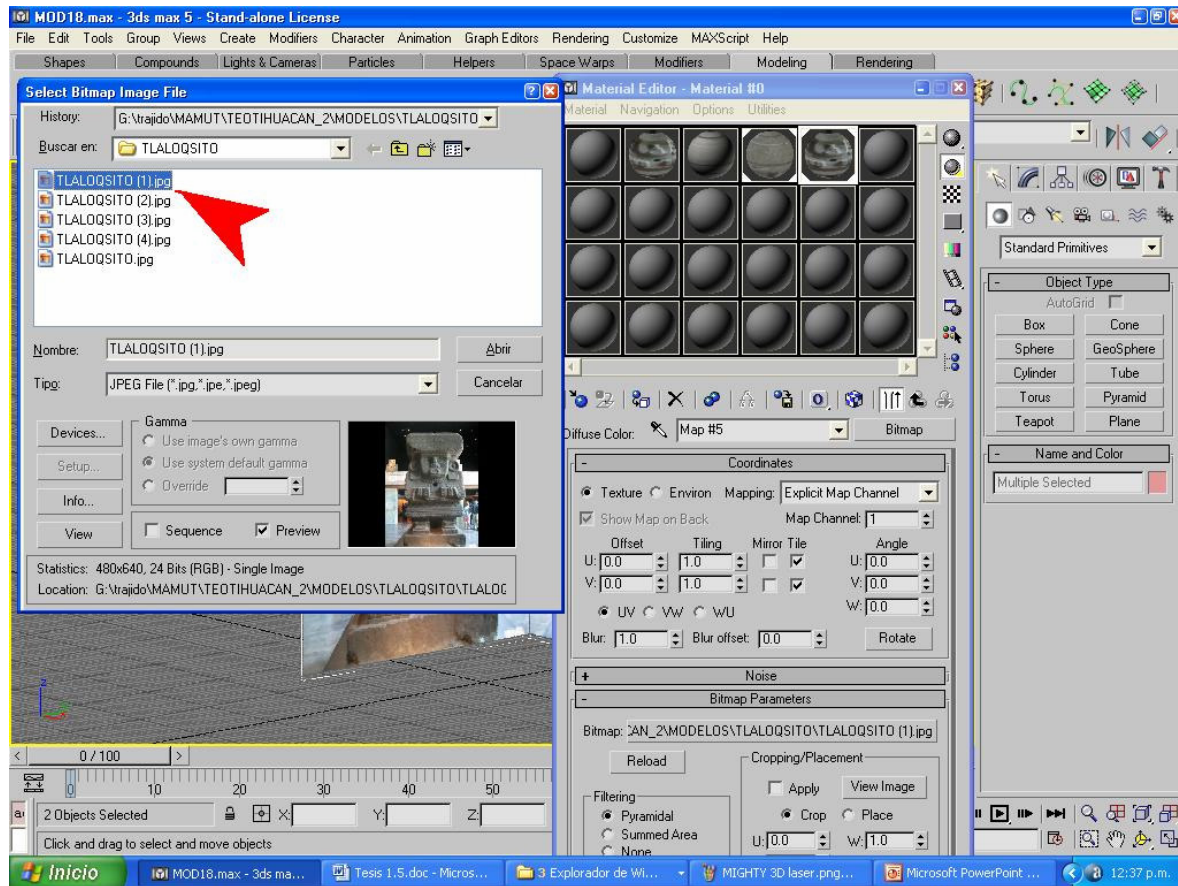 MOD18.max - 3ds max 5 - Stand-alone License
File Edit Tools Group Views Create Modifiers Character Animation Graph Editors Rendering Customize MAXScript Help
Shapes Compounds Lights & Cameras Particles Helpers Space Warps Modifiers Modeling Rendering
Select Bitmap Image File
History: G:\trajido\MAMUT\TEOTIHUACAN_2\MODELOS\TLALOQSITO
Buscar en: TLALOQSITO
TLALOQSITO (1).jpg
TLALOQSITO (2).jpg
TLALOQSITO (3).jpg
TLALOQSITO (4).jpg
TLALOQSITO.jpg
Nombre: TLALOQSITO (1).jpg Abrir
Tipo: JPEG File (*.jpg,*.jpe,*.jpeg) Cancelar
Devices...
Setup...
Info...
View
Gamma
Use image's own gamma
Use system default gamma
Override
Sequence Preview
Statistics: 480x640, 24 Bits (RGB) - Single Image
Location: G:\trajido\MAMUT\TEOTIHUACAN_2\MODELOS\TLALOQSITO\TLALOC
Material Editor - Material #0
Material Navigation Options Utilities
Diffuse Color: Map #5 Bitmap
- Coordinates
Texture Environ Mapping: Explicit Map Channel
Show Map on Back Map Channel: 1
Offset Tiling Mirror Tile Angle
U: 0.0 1.0 U: 0.0
V: 0.0 1.0 V: 0.0
UV VW WU W: 0.0
Blur: 1.0 Blur offset: 0.0 Rotate
+ Noise
- Bitmap Parameters
Bitmap: CAN_2\MODELOS\TLALOQSITO\TLALOQSITO (1).jpg
Reload
Cropping/Placement
Apply View Image
Crop Place
U: 0.0 W: 1.0
Filtering
Pyramidal
Summed Area
None
Standard Primitives
- Object Type
AutoGrid
Box Cone
Sphere GeoSphere
Cylinder Tube
Torus Pyramid
Teapot Plane
- Name and Color
Multiple Selected
z
0 / 100
0 10 20 30 40 50
2 Objects Selected X: Y: Z:
Click and drag to select and move objects
Inicio MOD18.max - 3ds ma... Tesis 1.5.doc - Micros... 3 Explorador de Wi... MIGHTY 3D laser.png... Microsoft PowerPoint ... 12:37 p.m.